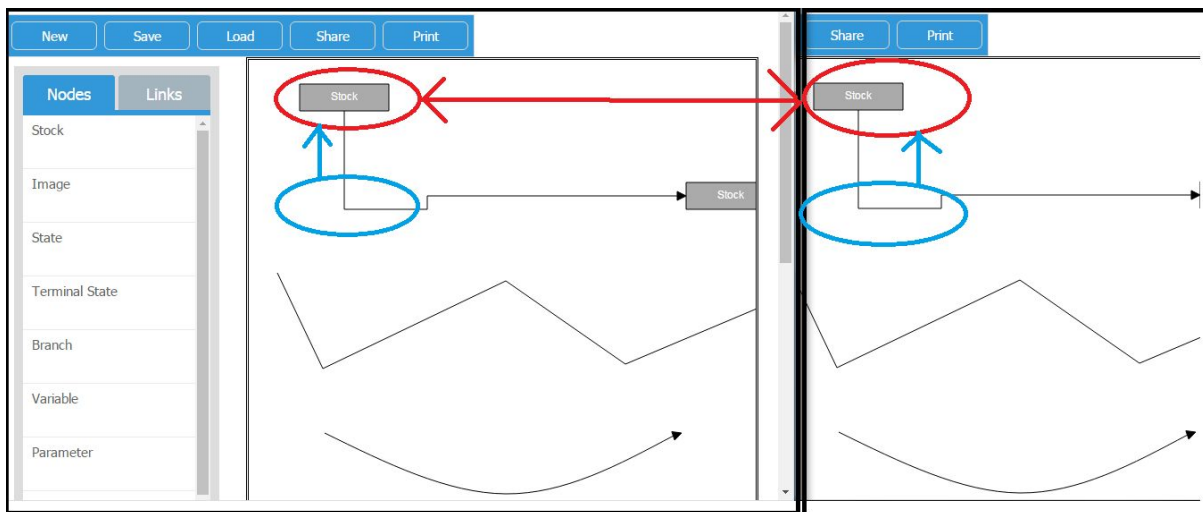 New Save Load Share Print
Nodes Links
Stock
Image
State
Terminal State
Branch
Variable
Parameter
Stock
Stock
Share Print
Stock